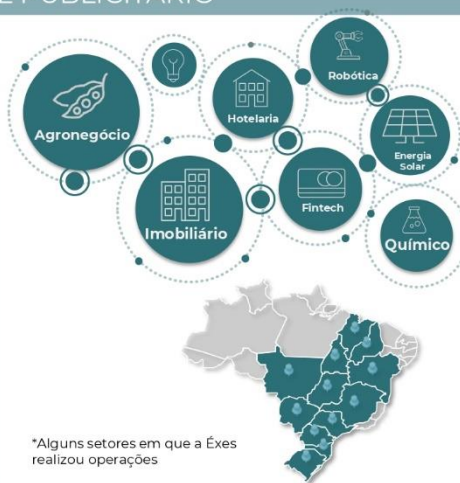 PUBLICITÁRIO
Robótica
Agronegócio
Hotelaria
Energia
Solar
Fintech
Imobiliário
Químico
*Alguns setores em que a Éxes
realizou operações